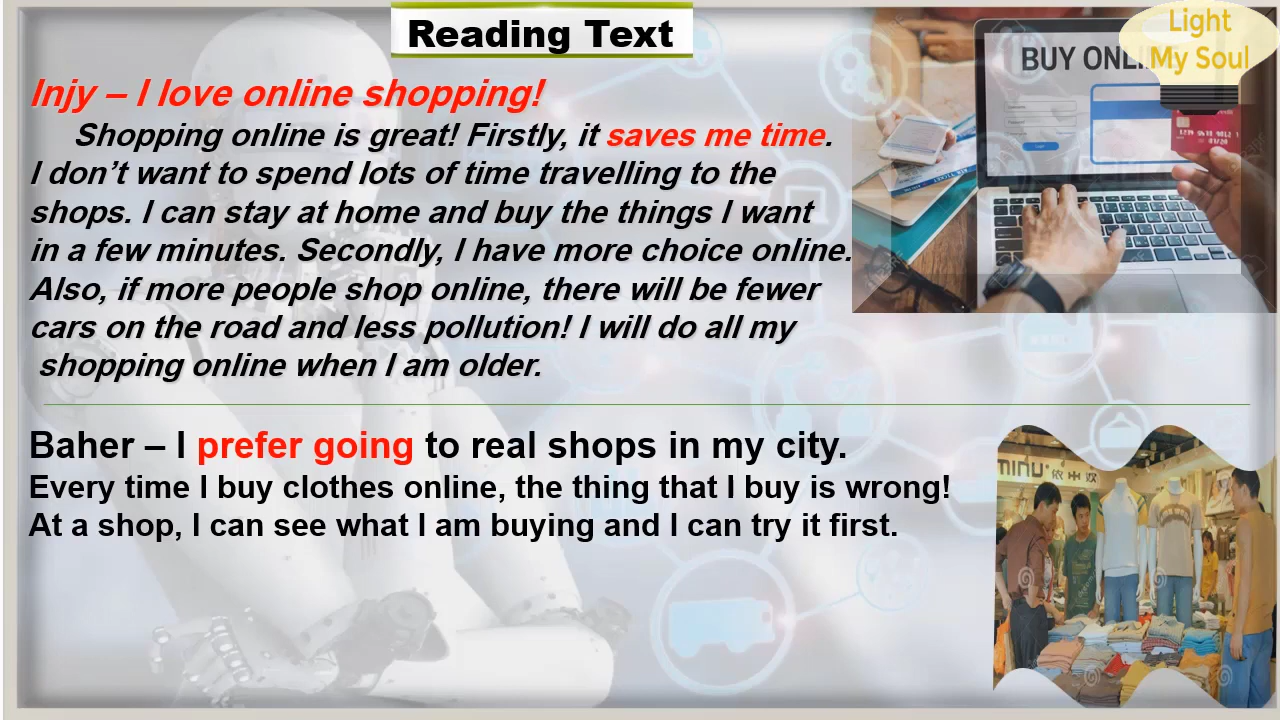 Reading Text
Light
My Soul
BUY ONLI
Injy – I love online shopping!
Shopping online is great! Firstly, it saves me time.
I don't want to spend lots of time travelling to the
shops. I can stay at home and buy the things I want
in a few minutes. Secondly, I have more choice online.
Also, if more people shop online, there will be fewer
cars on the road and less pollution! I will do all my
shopping online when I am older.
Baher – I prefer going to real shops in my city.
Every time I buy clothes online, the thing that I buy is wrong!
At a shop, I can see what I am buying and I can try it first.